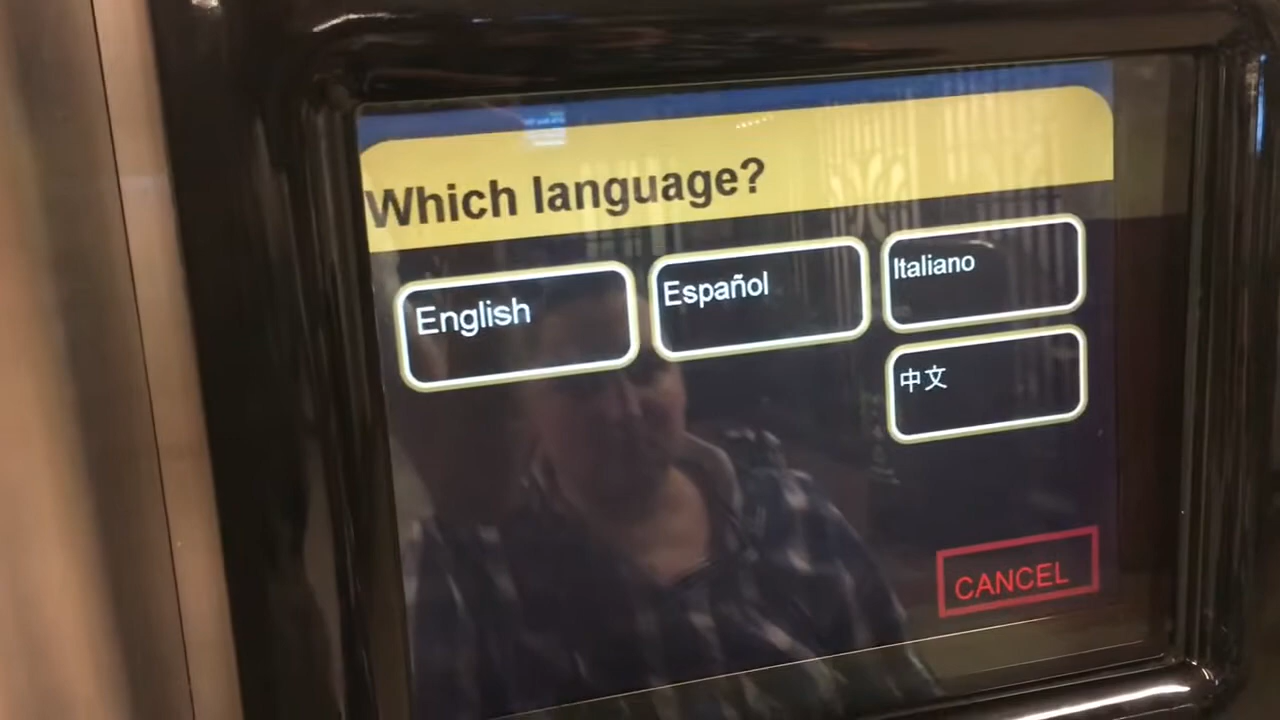 Which language?
English
Español
Italiano
中文
CANCEL